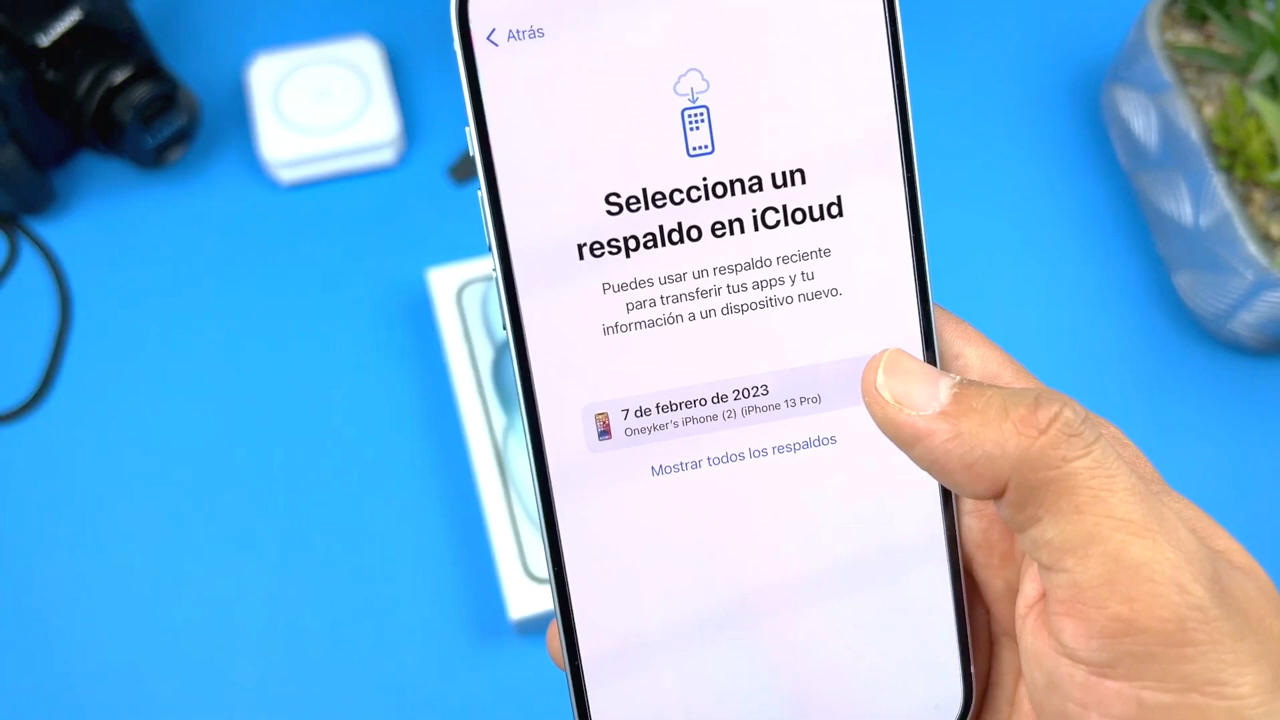 LUMIX
Atrás
Selecciona un
respaldo en iCloud
Puedes usar un respaldo reciente
para transferir tus apps y tu
información a un dispositivo nuevo.
7 de febrero de 2023
Oneyker's iPhone (2) (iPhone 13 Pro)
Mostrar todos los respaldos